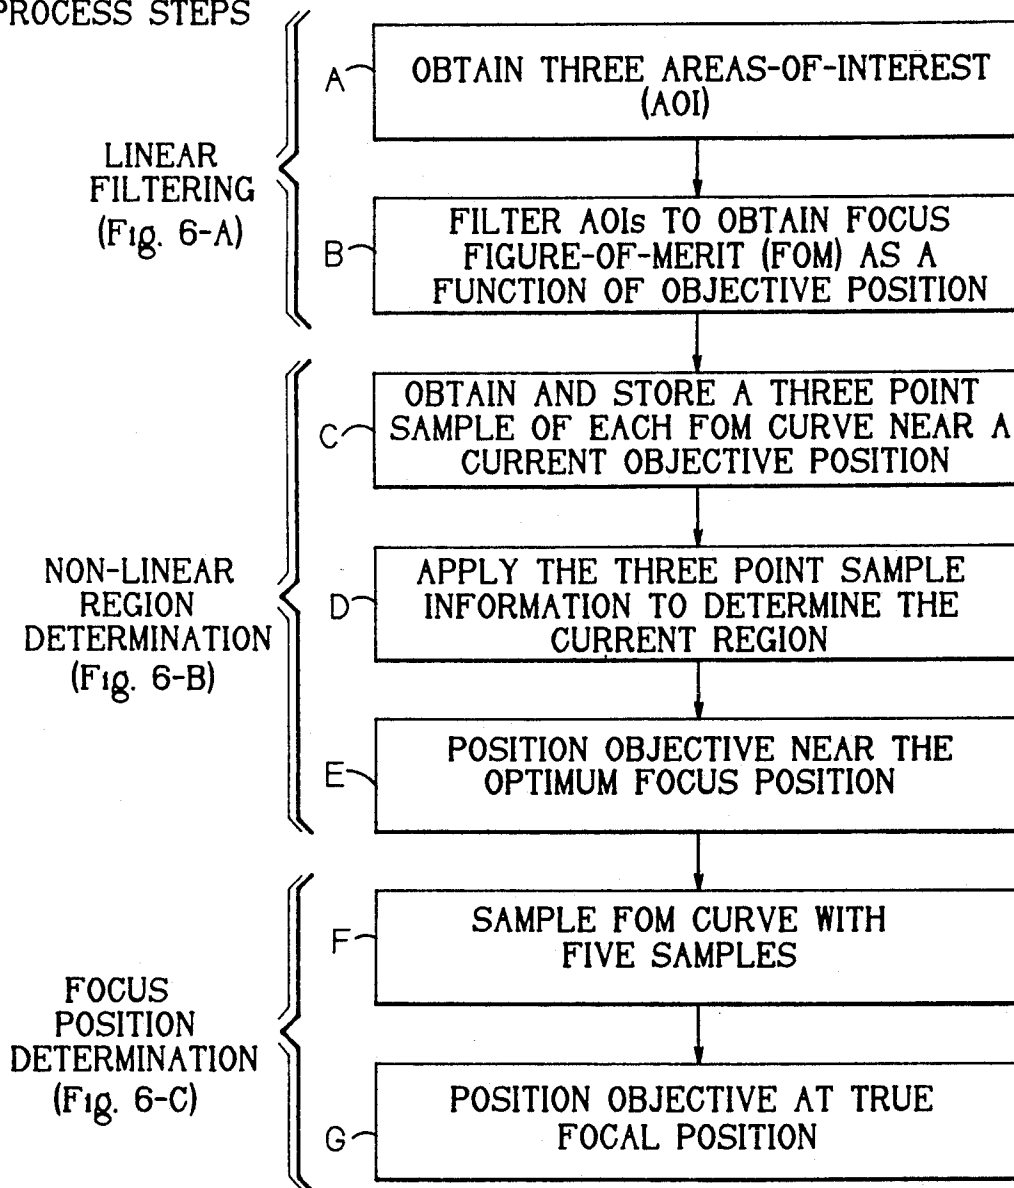 PROCESS STEPS
LINEAR
FILTERING
(Fig. 6-A)
A
OBTAIN THREE AREAS-OF-INTEREST
(AOI)
B
FILTER AOIs TO OBTAIN FOCUS
FIGURE-OF-MERIT (FOM) AS A
FUNCTION OF OBJECTIVE POSITION
NON-LINEAR
REGION
DETERMINATION
(Fig. 6-B)
C
OBTAIN AND STORE A THREE POINT
SAMPLE OF EACH FOM CURVE NEAR A
CURRENT OBJECTIVE POSITION
D
APPLY THE THREE POINT SAMPLE
INFORMATION TO DETERMINE THE
CURRENT REGION
E
POSITION OBJECTIVE NEAR THE
OPTIMUM FOCUS POSITION
FOCUS
POSITION
DETERMINATION
(Fig. 6-C)
F
SAMPLE FOM CURVE WITH
FIVE SAMPLES
G
POSITION OBJECTIVE AT TRUE
FOCAL POSITION